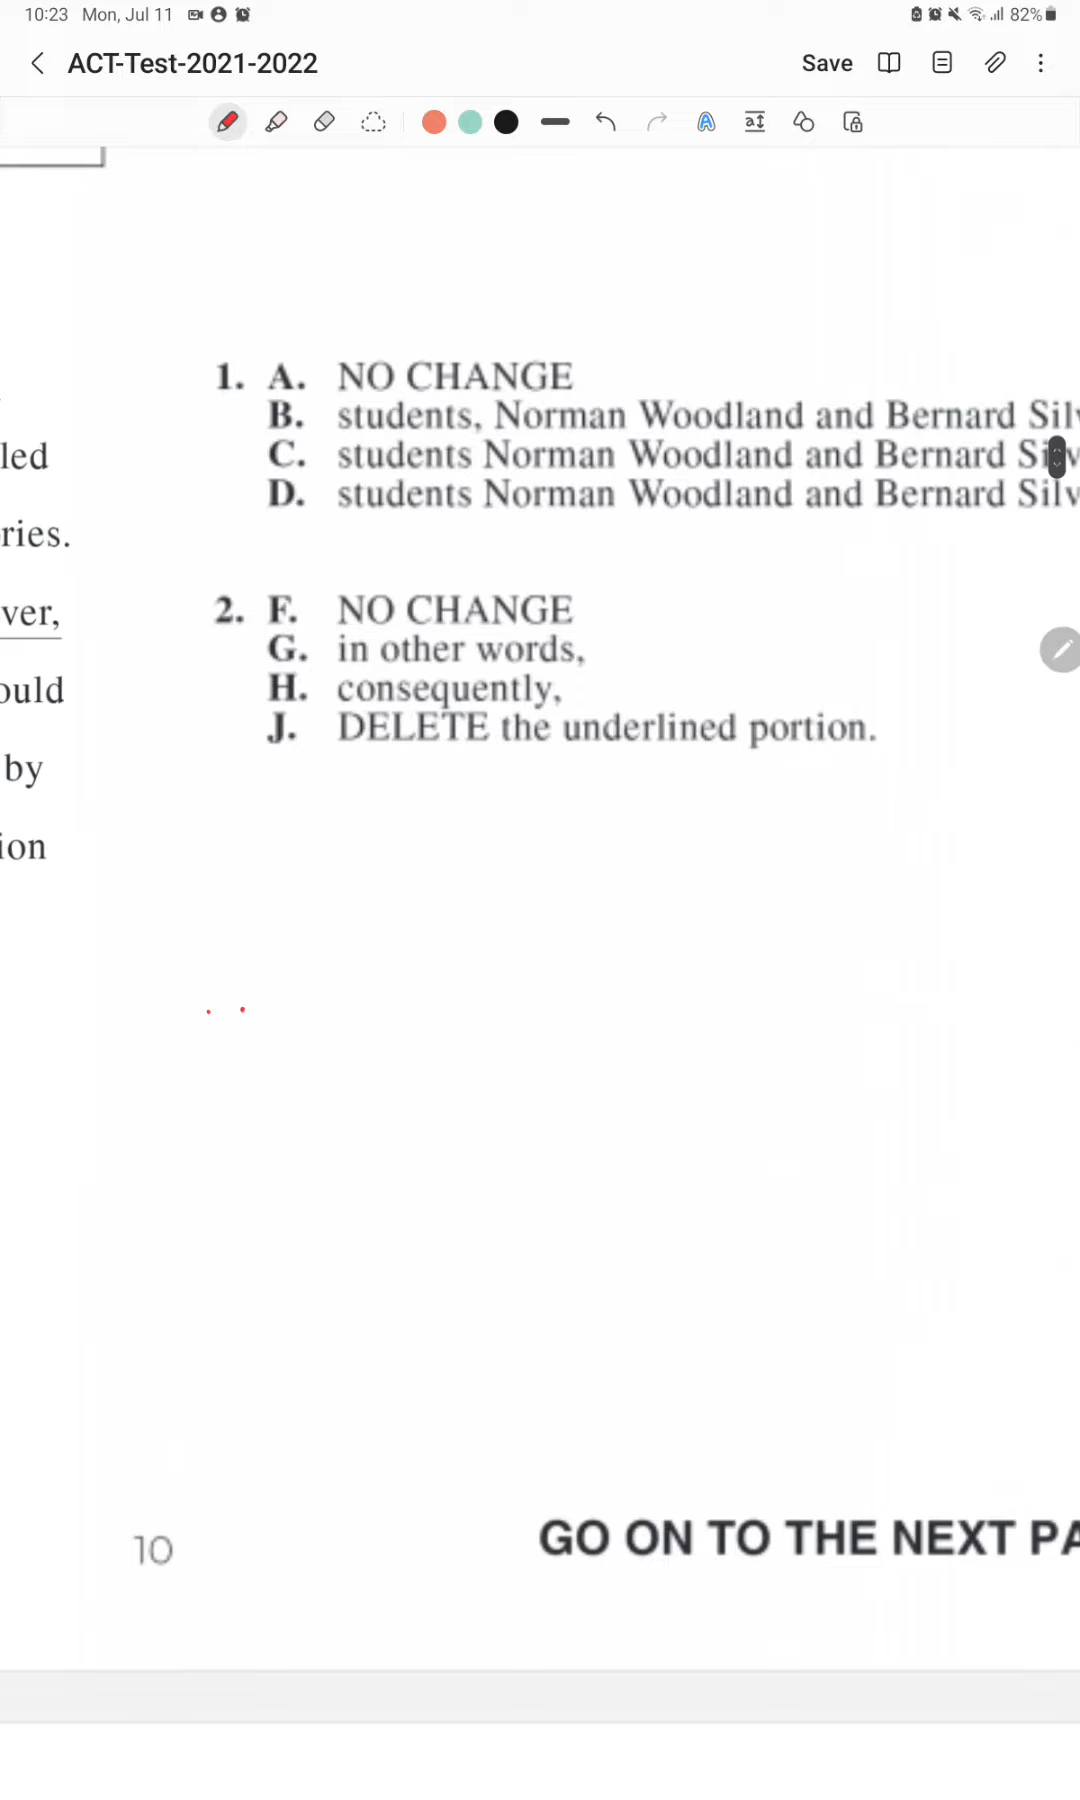 10:23 Mon, Jul 11
82%
ACT-Test-2021-2022
Save
led
ries.
ver,
ould
by
ion
1. A. NO CHANGE
B. students, Norman Woodland and Bernard Silv
C. students Norman Woodland and Bernard Silv
D. students Norman Woodland and Bernard Silv
2. F. NO CHANGE
G. in other words,
H. consequently,
J. DELETE the underlined portion.
10
GO ON TO THE NEXT PA